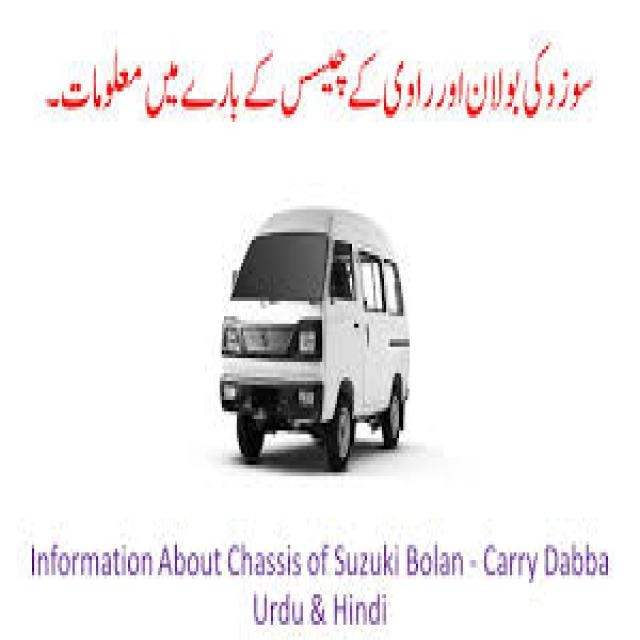 سوزوکی بولان اور راوی کے چیسس کے بارے میں معلومات۔
Information About Chassis of Suzuki Bolan - Carry Dabba
Urdu & Hindi